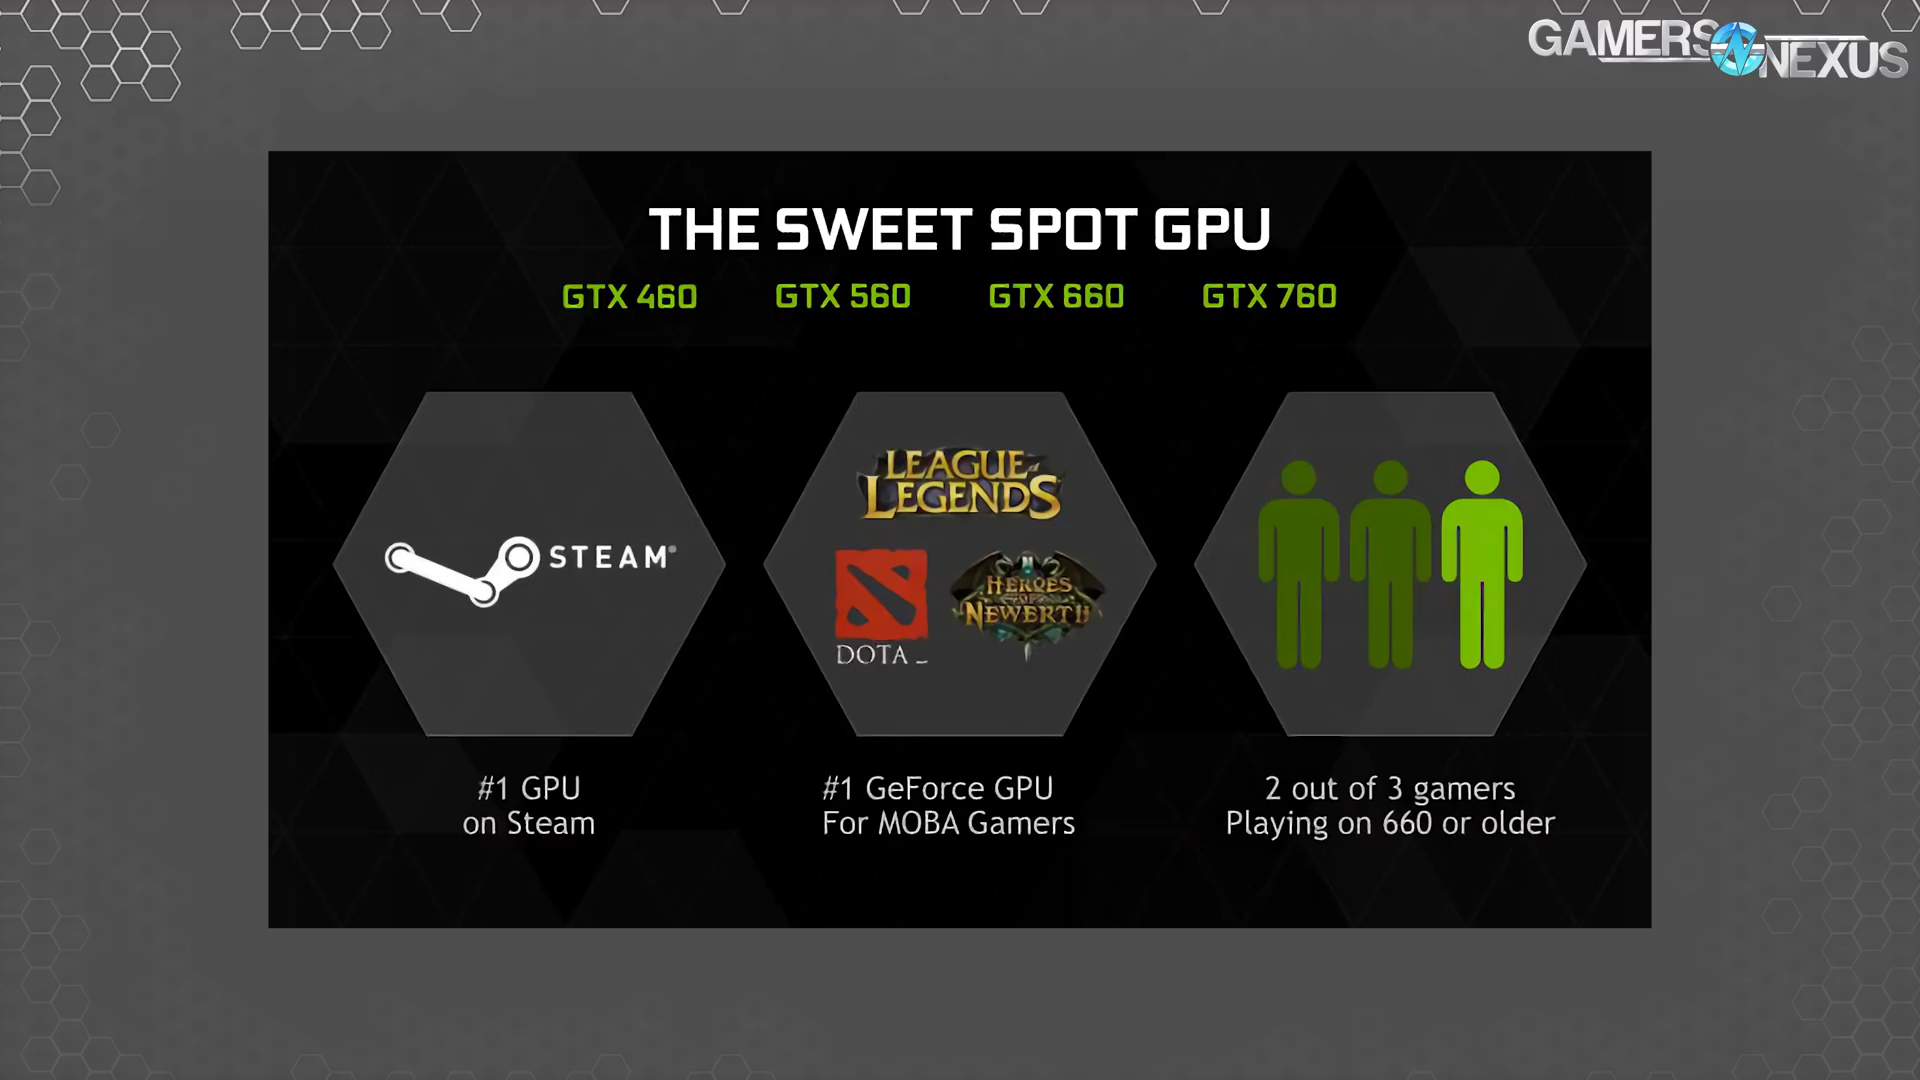 GAMERS NEXUS
THE SWEET SPOT GPU
GTX 460 GTX 560 GTX 660 GTX 760
STEAM®
LEAGUE of
LEGENDS
DOTA
HEROES
OF
NEWERTH
#1 GPU
on Steam
#1 GeForce GPU
For MOBA Gamers
2 out of 3 gamers
Playing on 660 or older